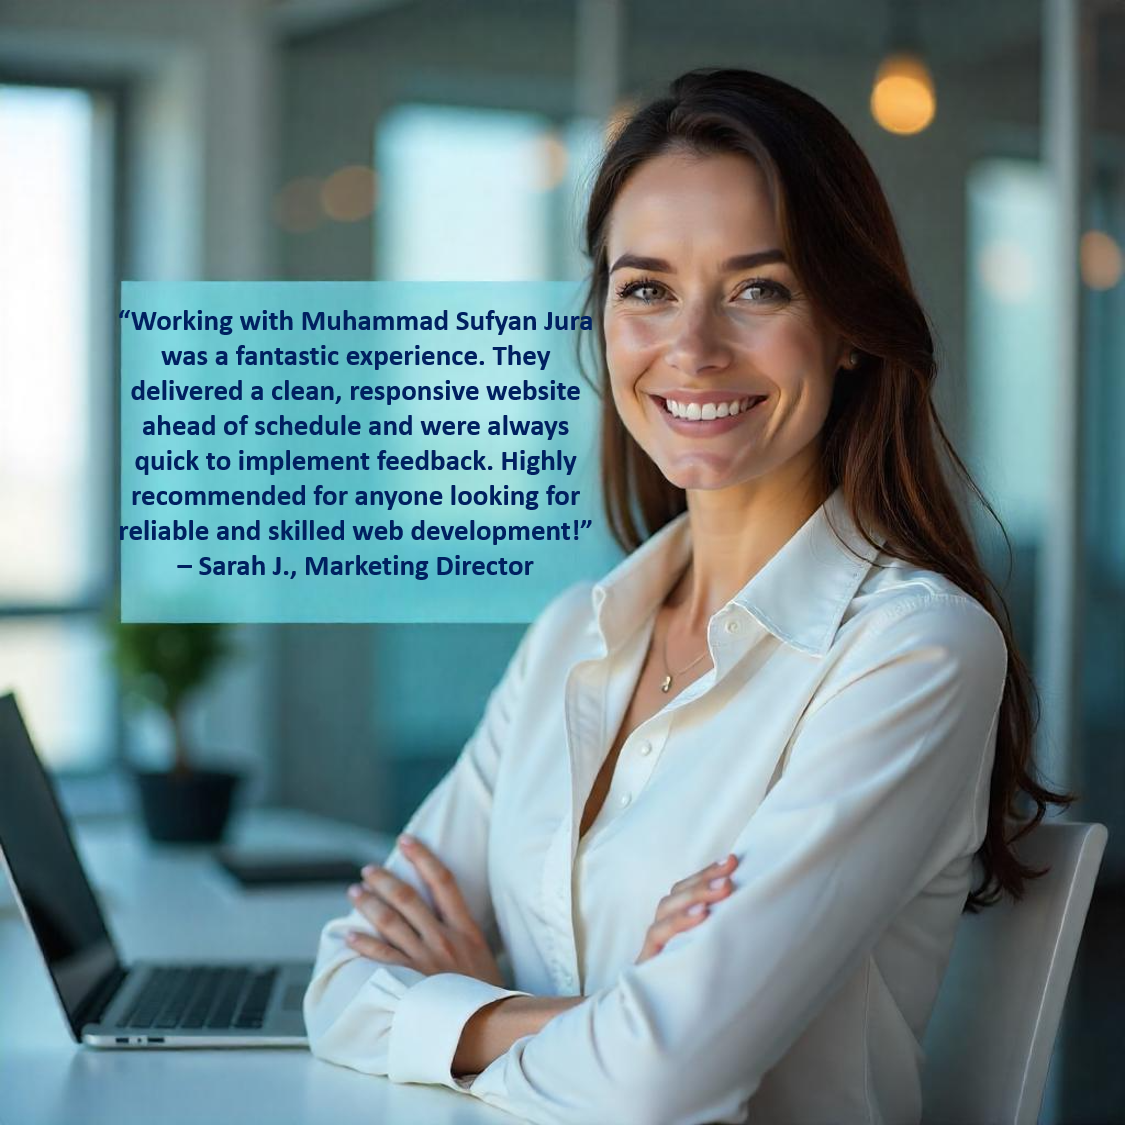 “Working with Muhammad Sufyan Jura
was a fantastic experience. They
delivered a clean, responsive website
ahead of schedule and were always
quick to implement feedback. Highly
recommended for anyone looking for
reliable and skilled web development!”
– Sarah J., Marketing Director